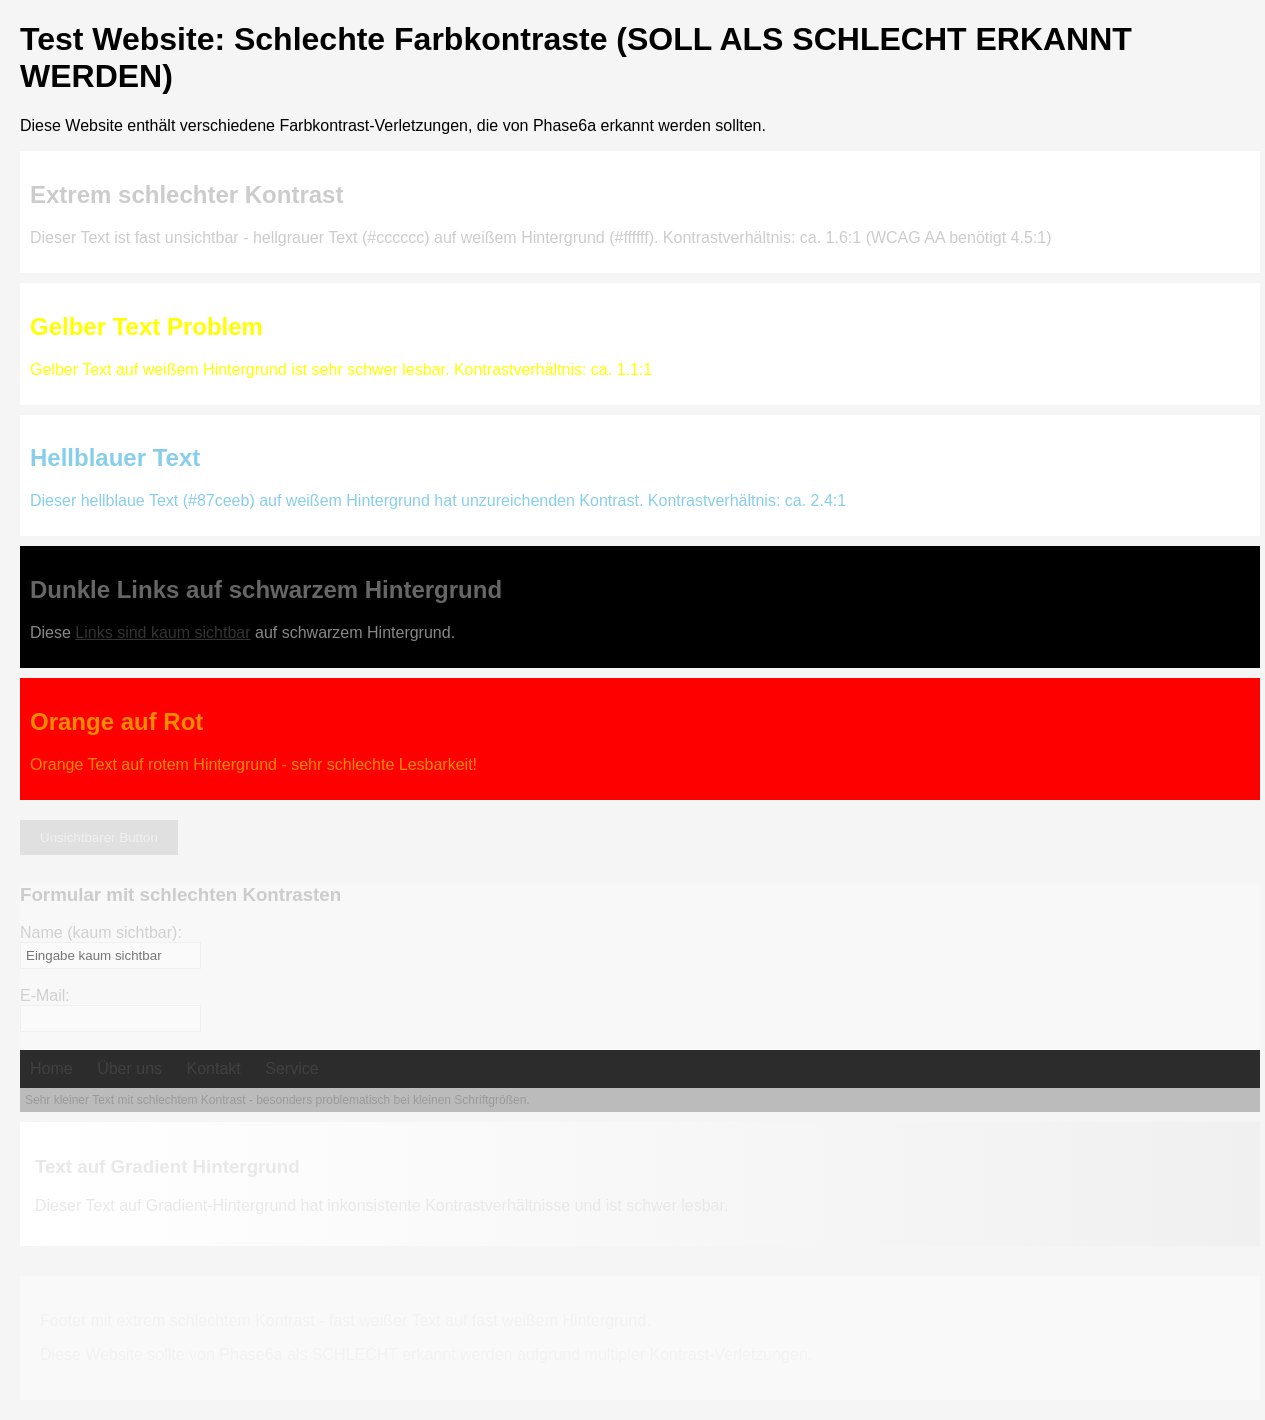 Test Website: Schlechte Farbkontraste (SOLL ALS SCHLECHT ERKANNT
WERDEN)
Diese Website enthält verschiedene Farbkontrast-Verletzungen, die von Phase6a erkannt werden sollten.
Extrem schlechter Kontrast
Dieser Text ist fast unsichtbar - hellgrauer Text (#cccccc) auf weißem Hintergrund (#ffffff). Kontrastverhältnis: ca. 1.6:1 (WCAG AA benötigt 4.5:1)
Gelber Text Problem
Gelber Text auf weißem Hintergrund ist sehr schwer lesbar. Kontrastverhältnis: ca. 1.1:1
Hellblauer Text
Dieser hellblaue Text (#87ceeb) auf weißem Hintergrund hat unzureichenden Kontrast. Kontrastverhältnis: ca. 2.4:1
Dunkle Links auf schwarzem Hintergrund
Diese Links sind kaum sichtbar auf schwarzem Hintergrund.
Orange auf Rot
Orange Text auf rotem Hintergrund - sehr schlechte Lesbarkeit!
Unsichtbarer Button
Formular mit schlechten Kontrasten
Name (kaum sichtbar):
Eingabe kaum sichtbar
E-Mail:
Home Über uns Kontakt Service
Sehr kleiner Text mit schlechtem Kontrast - besonders problematisch bei kleinen Schriftgrößen.
Text auf Gradient Hintergrund
Dieser Text auf Gradient-Hintergrund hat inkonsistente Kontrastverhältnisse und ist schwer lesbar.
Footer mit extrem schlechtem Kontrast - fast weißer Text auf fast weißem Hintergrund.
Diese Website sollte von Phase6a als SCHLECHT erkannt werden aufgrund multipler Kontrast-Verletzungen.